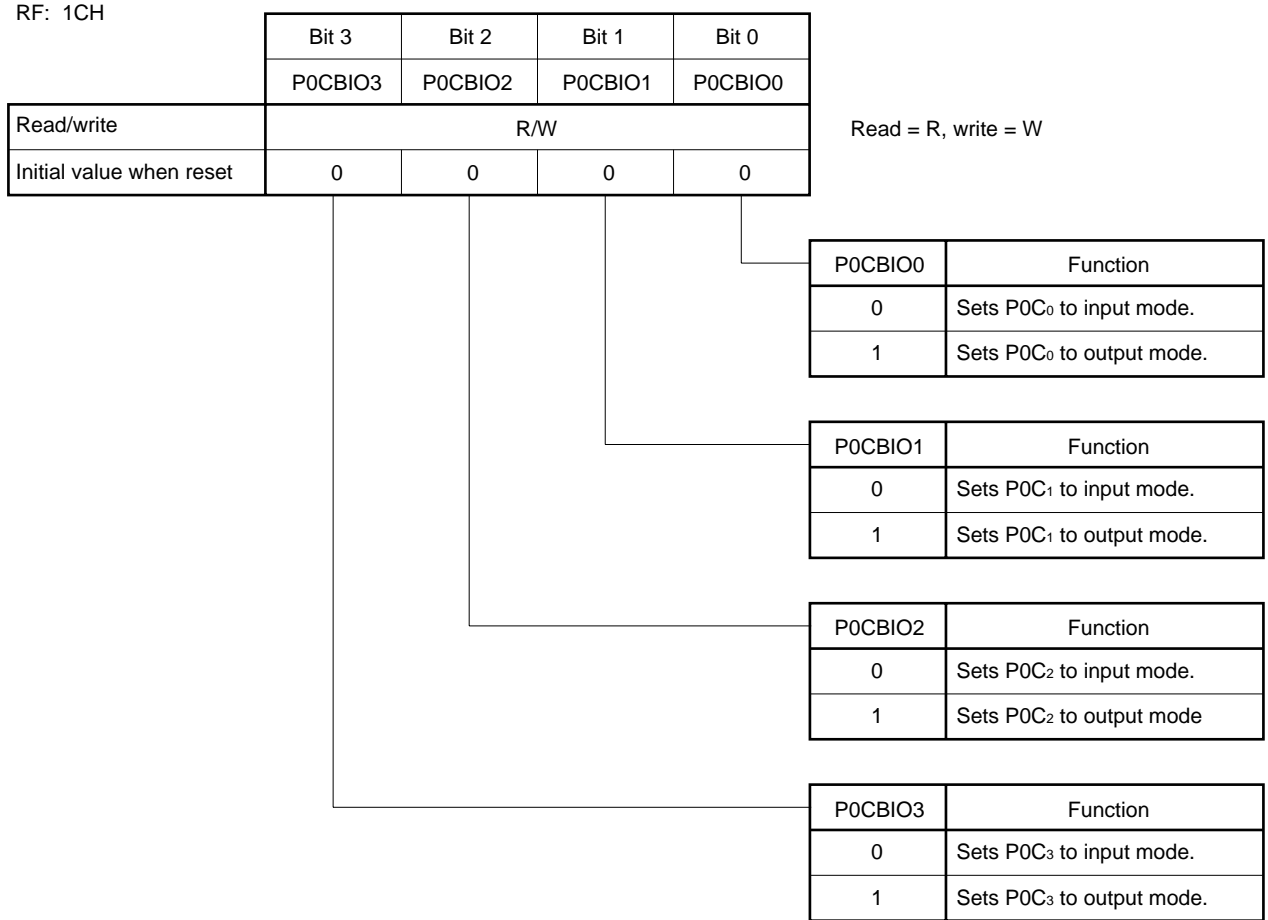 RF: 1CH
Bit 3 Bit 2 Bit 1 Bit 0
P0CBIO3 P0CBIO2 P0CBIO1 P0CBIO0
Read/write R/W Read = R, write = W
Initial value when reset 0 0 0 0
P0CBIO0 Function
0 Sets P0C₀ to input mode.
1 Sets P0C₀ to output mode.
P0CBIO1 Function
0 Sets P0C₁ to input mode.
1 Sets P0C₁ to output mode.
P0CBIO2 Function
0 Sets P0C₂ to input mode.
1 Sets P0C₂ to output mode
P0CBIO3 Function
0 Sets P0C₃ to input mode.
1 Sets P0C₃ to output mode.